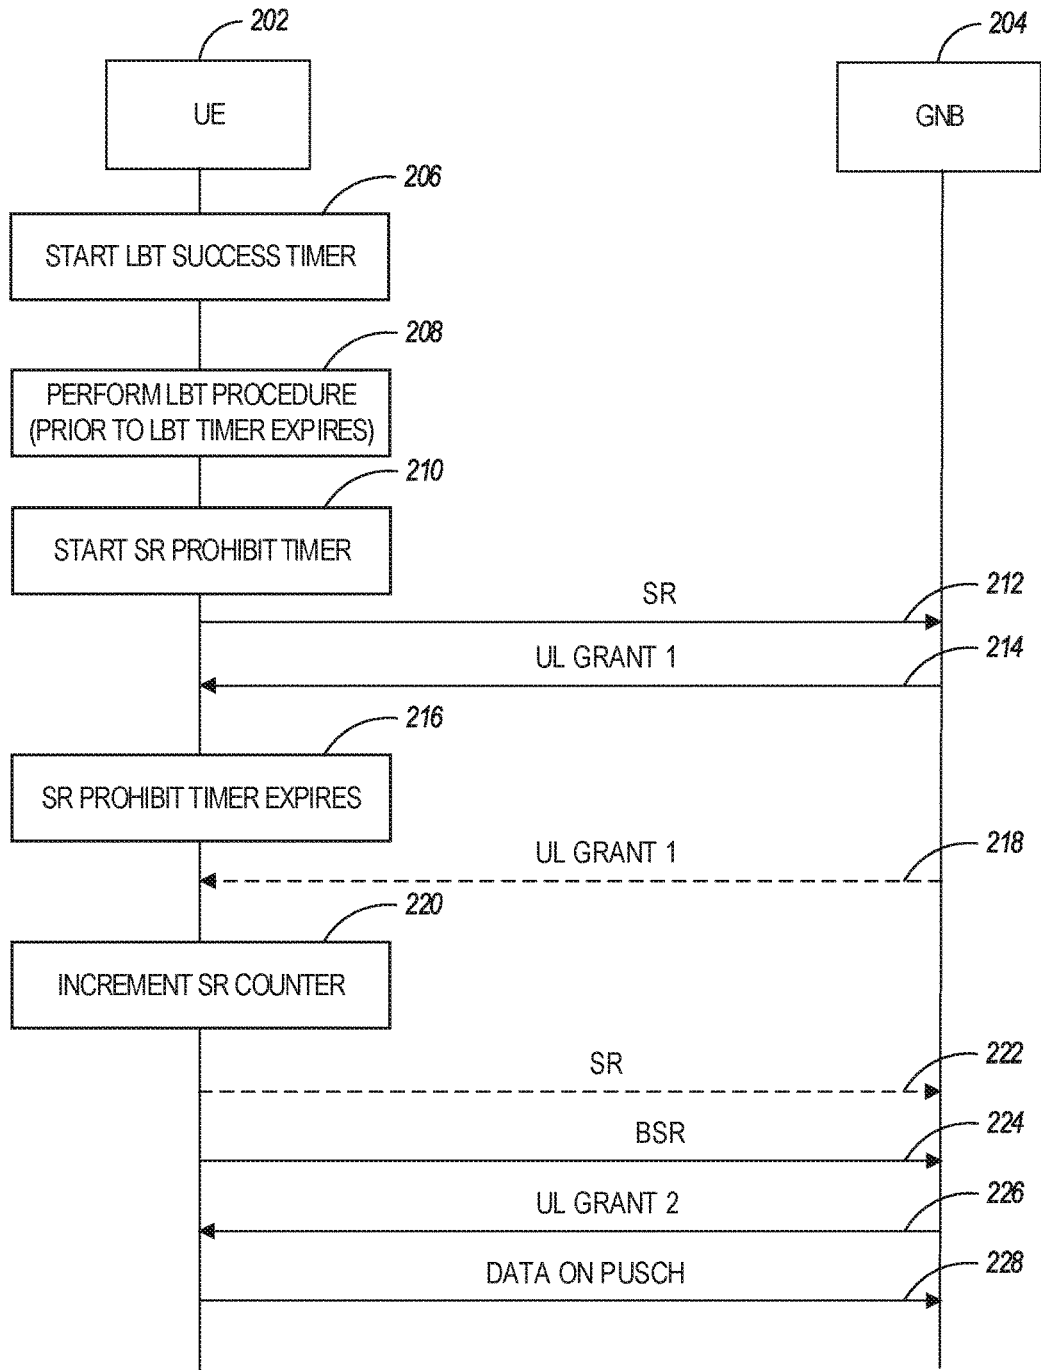 202
204
UE
GNB
206
START LBT SUCCESS TIMER
208
PERFORM LBT PROCEDURE
(PRIOR TO LBT TIMER EXPIRES)
210
START SR PROHIBIT TIMER
SR
212
UL GRANT 1
214
216
SR PROHIBIT TIMER EXPIRES
UL GRANT 1
218
220
INCREMENT SR COUNTER
SR
222
BSR
224
UL GRANT 2
226
DATA ON PUSCH
228